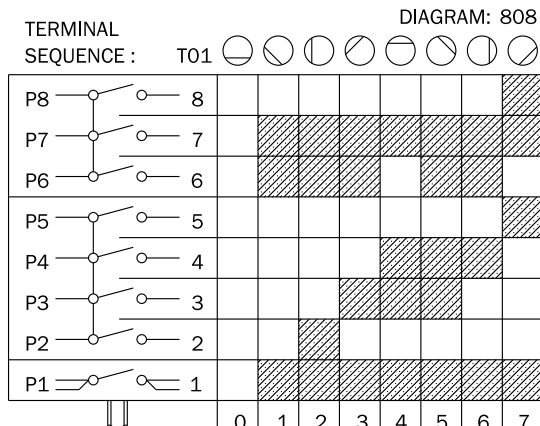 DIAGRAM: 808
TERMINAL
SEQUENCE : T01
P8 8
P7 7
P6 6
P5 5
P4 4
P3 3
P2 2
P1 1
0 1 2 3 4 5 6 7